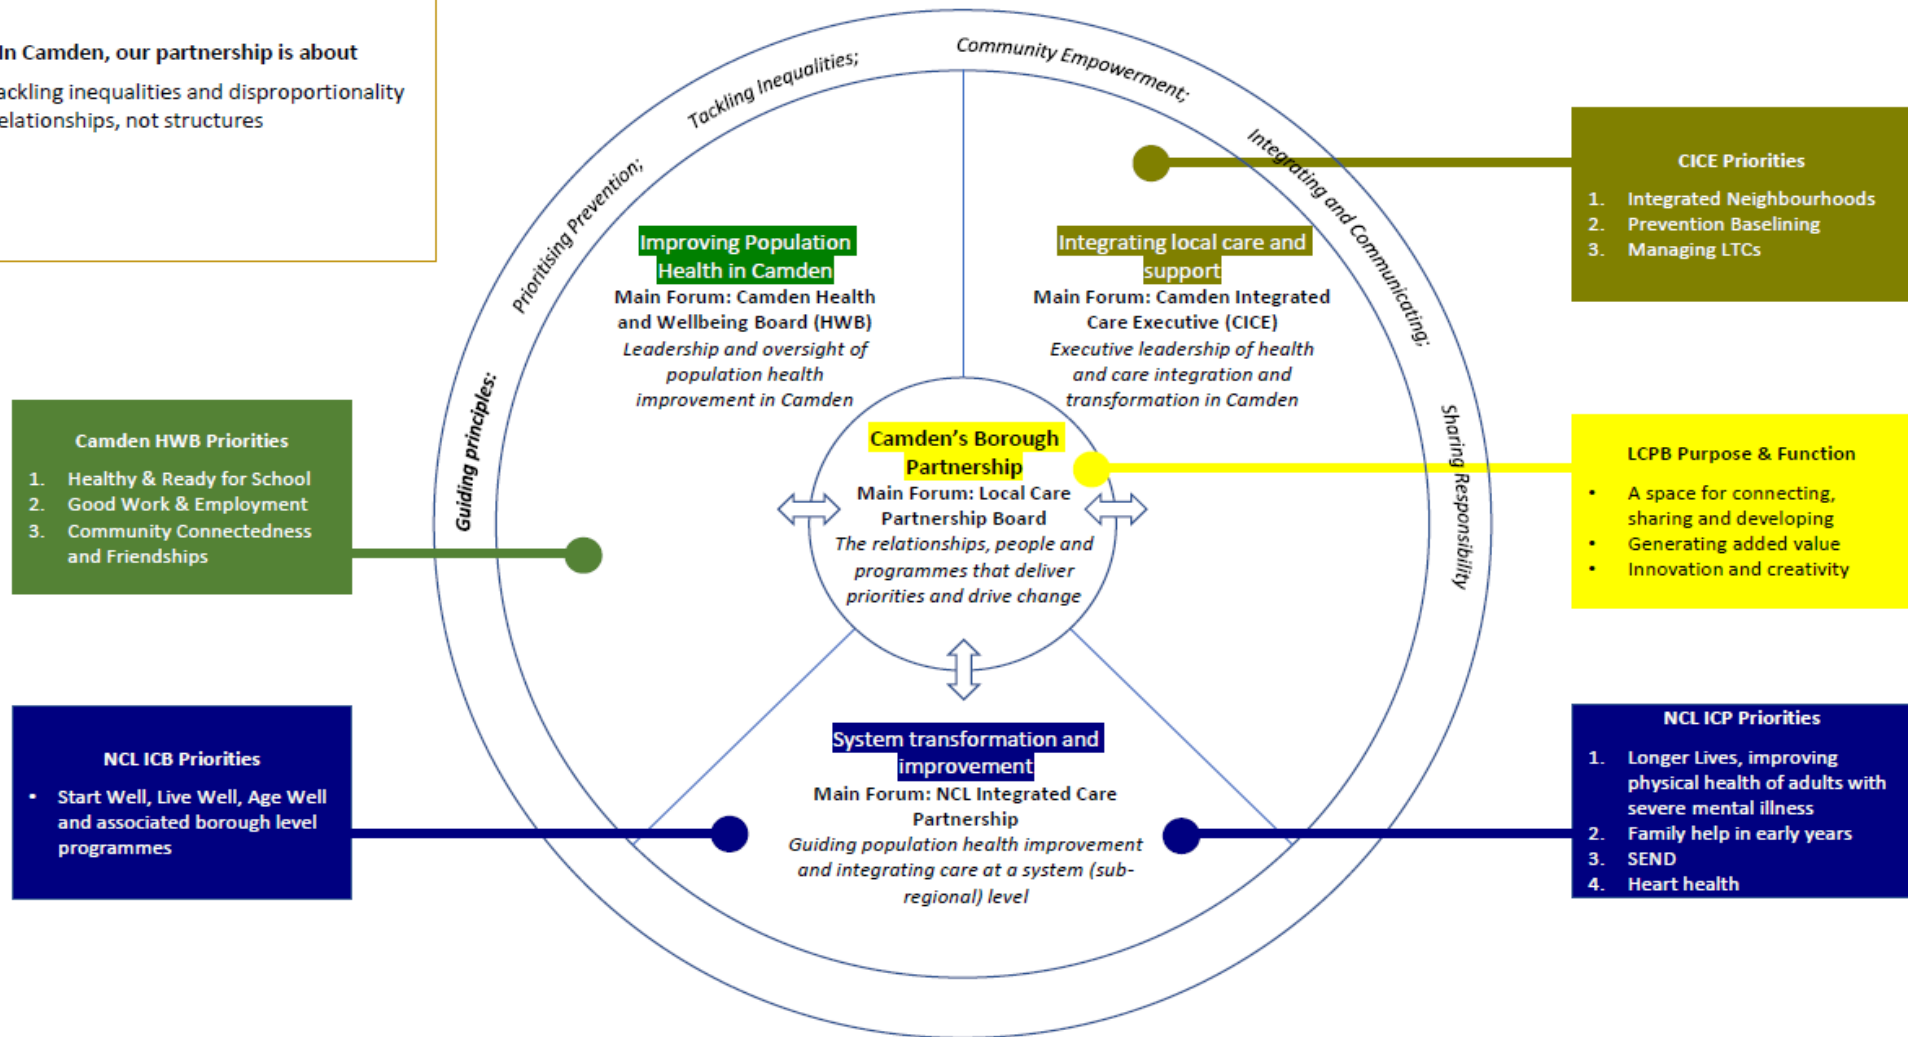 In Camden, our partnership is about
ackling inequalities and disproportionality
elationships, not structures
Guiding principles:
Prioritising Prevention;
Tackling Inequalities;
Community Empowerment;
Integrating and Communicating;
Sharing Responsibility
Improving Population
Health in Camden
Main Forum: Camden Health
and Wellbeing Board (HWB)
Leadership and oversight of
population health
improvement in Camden
Integrating local care and
support
Main Forum: Camden Integrated
Care Executive (CICE)
Executive leadership of health
and care integration and
transformation in Camden
Camden's Borough
Partnership
Main Forum: Local Care
Partnership Board
The relationships, people and
programmes that deliver
priorities and drive change
System transformation and
improvement
Main Forum: NCL Integrated Care
Partnership
Guiding population health improvement
and integrating care at a system (sub-
regional) level
Camden HWB Priorities
1. Healthy & Ready for School
2. Good Work & Employment
3. Community Connectedness
and Friendships
NCL ICB Priorities
• Start Well, Live Well, Age Well
and associated borough level
programmes
CICE Priorities
1. Integrated Neighbourhoods
2. Prevention Baselining
3. Managing LTCs
LCPB Purpose & Function
• A space for connecting,
sharing and developing
• Generating added value
• Innovation and creativity
NCL ICP Priorities
1. Longer Lives, improving
physical health of adults with
severe mental illness
2. Family help in early years
3. SEND
4. Heart health